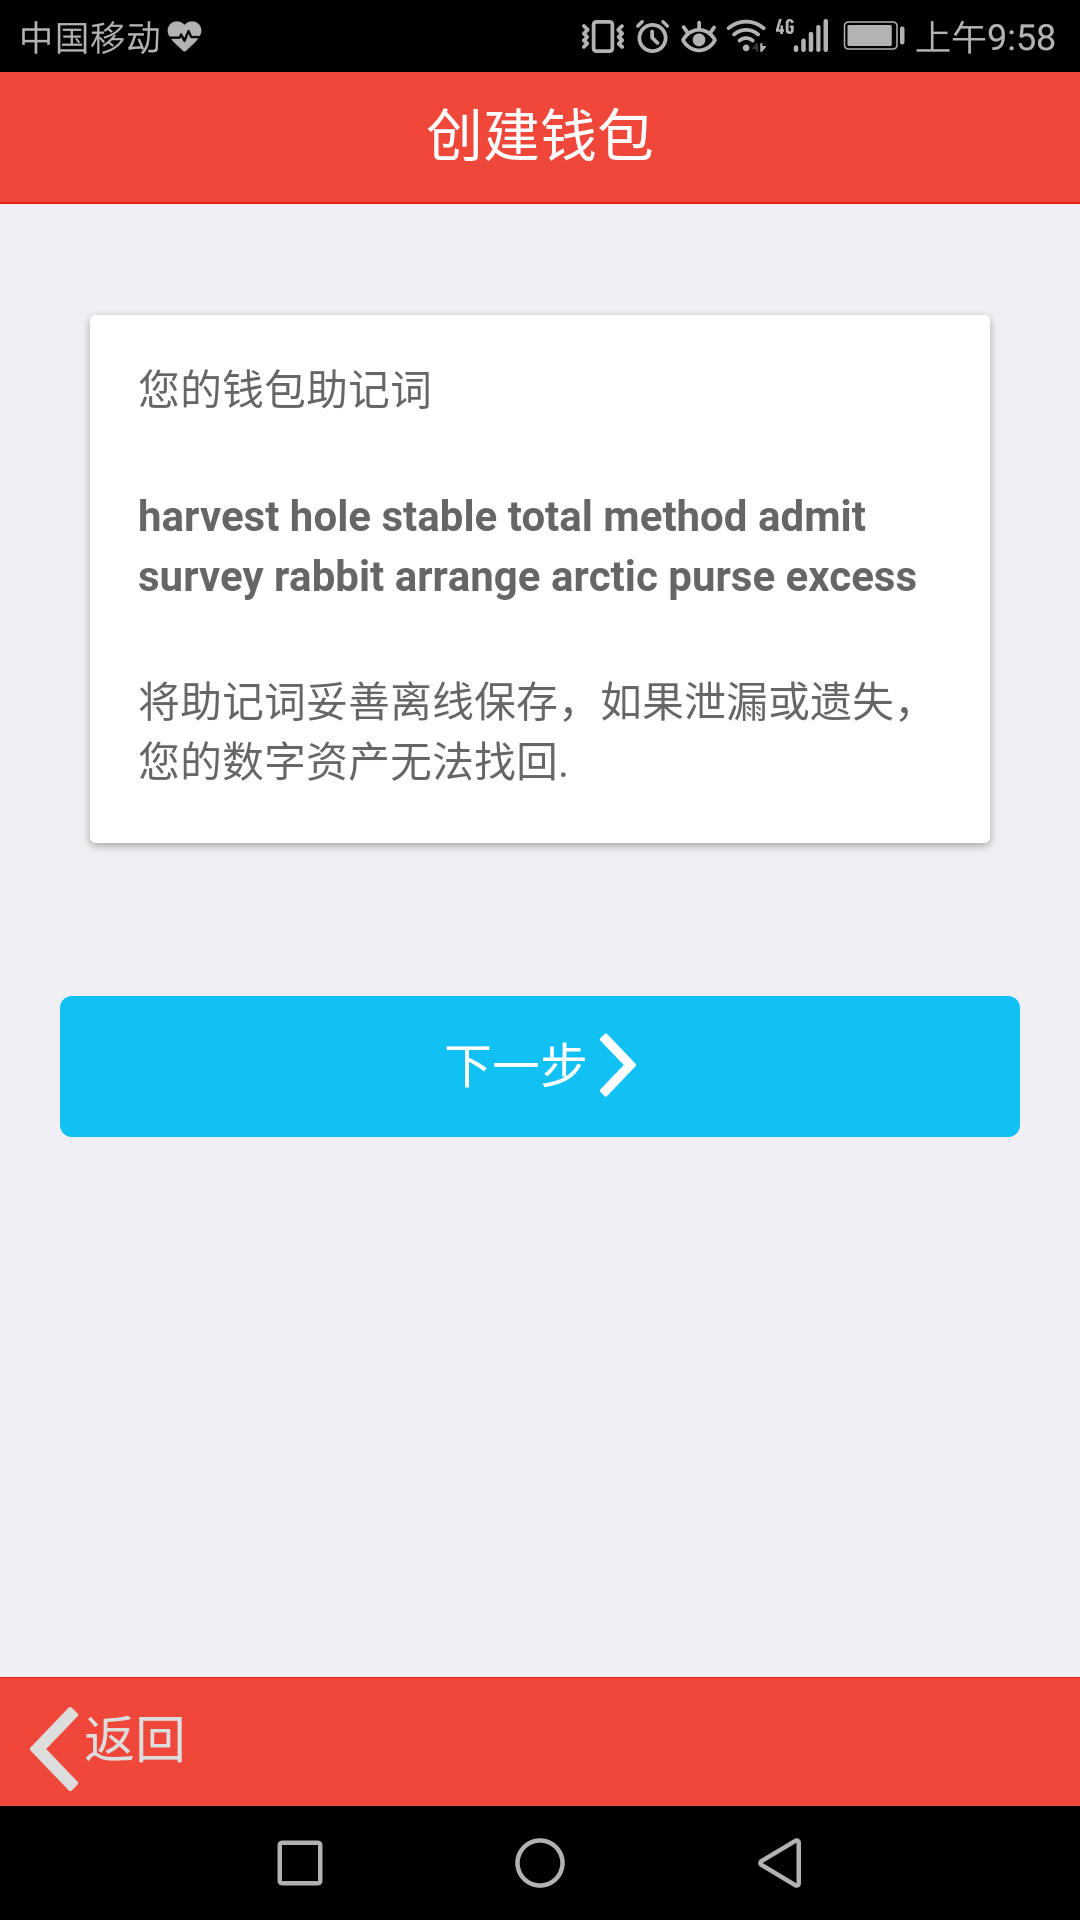 中国移动 4G 上午9:58
创建钱包
您的钱包助记词
harvest hole stable total method admit
survey rabbit arrange arctic purse excess
将助记词妥善离线保存，如果泄漏或遗失，
您的数字资产无法找回.
下一步
返回